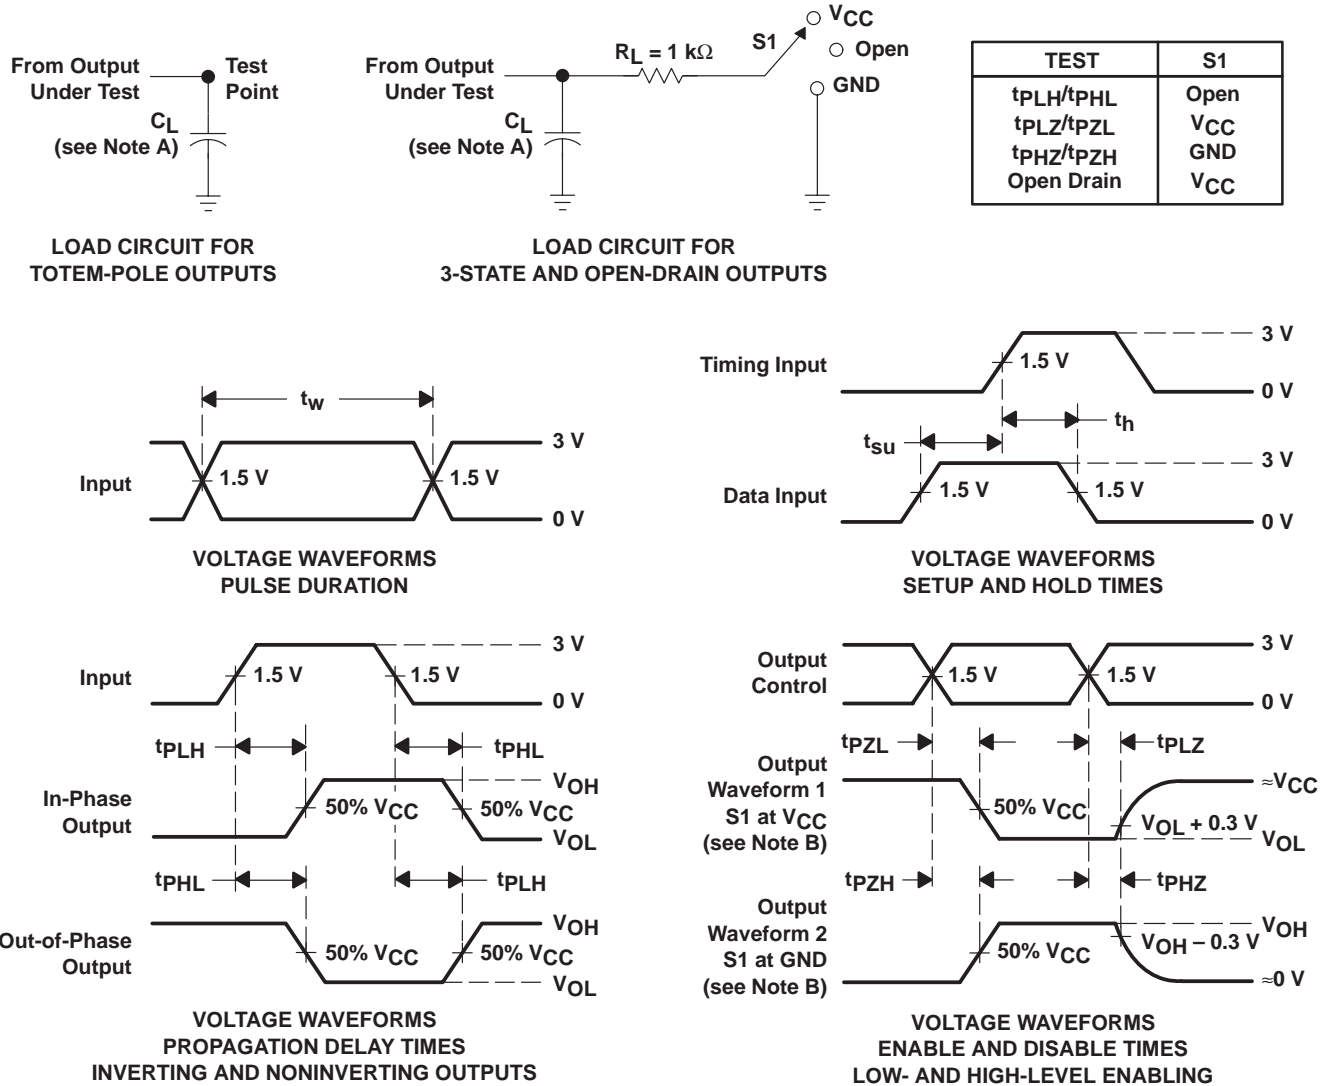 From Output
Under Test
Test
Point
CL
(see Note A)
LOAD CIRCUIT FOR
TOTEM-POLE OUTPUTS
From Output
Under Test
RL = 1 kΩ
S1
VCC
Open
GND
CL
(see Note A)
LOAD CIRCUIT FOR
3-STATE AND OPEN-DRAIN OUTPUTS
TEST S1
tPLH/tPHL Open
tPLZ/tPZL VCC
tPHZ/tPZH GND
Open Drain VCC
tw
Input
1.5 V
1.5 V
3 V
0 V
VOLTAGE WAVEFORMS
PULSE DURATION
Timing Input
1.5 V
3 V
0 V
tsu
th
Data Input
1.5 V
1.5 V
3 V
0 V
VOLTAGE WAVEFORMS
SETUP AND HOLD TIMES
Input
1.5 V
1.5 V
3 V
0 V
tPLH
tPHL
In-Phase
Output
50% VCC
50% VCC
VOH
VOL
tPHL
tPLH
Out-of-Phase
Output
50% VCC
50% VCC
VOH
VOL
VOLTAGE WAVEFORMS
PROPAGATION DELAY TIMES
INVERTING AND NONINVERTING OUTPUTS
Output
Control
1.5 V
1.5 V
3 V
0 V
tPZL
tPLZ
Output
Waveform 1
S1 at VCC
(see Note B)
50% VCC
VOL + 0.3 V
≈VCC
VOL
tPZH
tPHZ
Output
Waveform 2
S1 at GND
(see Note B)
50% VCC
VOH − 0.3 V
VOH
≈0 V
VOLTAGE WAVEFORMS
ENABLE AND DISABLE TIMES
LOW- AND HIGH-LEVEL ENABLING